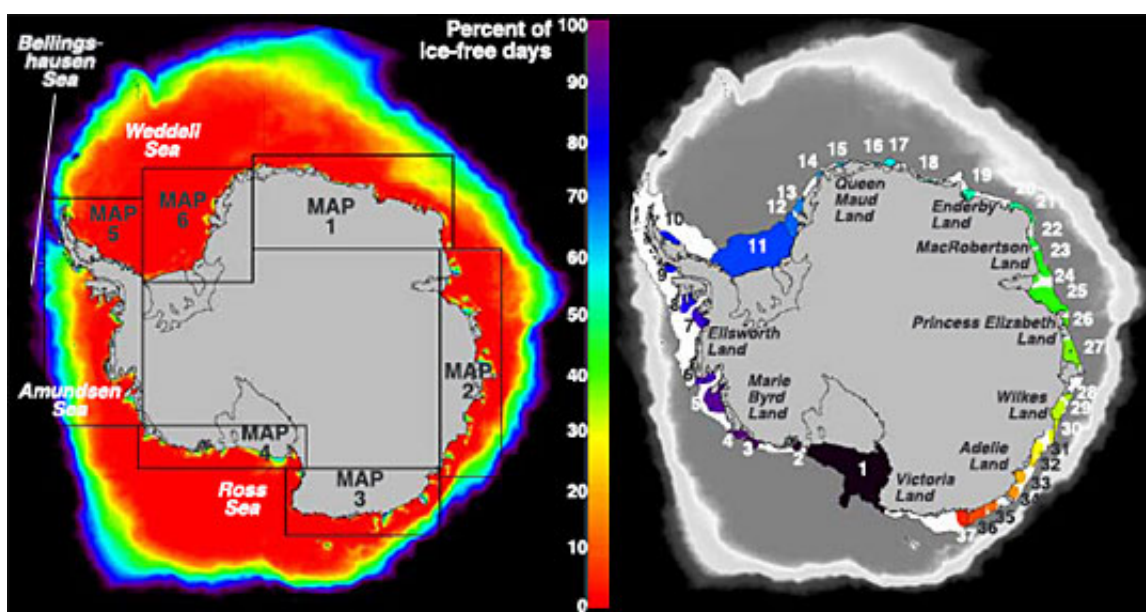 Percent of
ice-free days
100
90
80
70
60
50
40
30
20
10
0
Bellings-
hausen
Sea
Weddell
Sea
MAP
5
MAP
6
MAP
1
MAP
2
Amundsen
Sea
MAP
4
Ross
Sea
MAP
3
10
11
12
13
14
15
16
17
18
19
20
21
22
23
24
25
26
27
28
29
30
31
32
33
34
35
36
37
1
2
3
4
5
6
7
8
9
Queen
Maud
Land
Enderby
Land
MacRobertson
Land
Princess Elizabeth
Land
Wilkes
Land
Adelie
Land
Victoria
Land
Marie
Byrd
Land
Ellsworth
Land